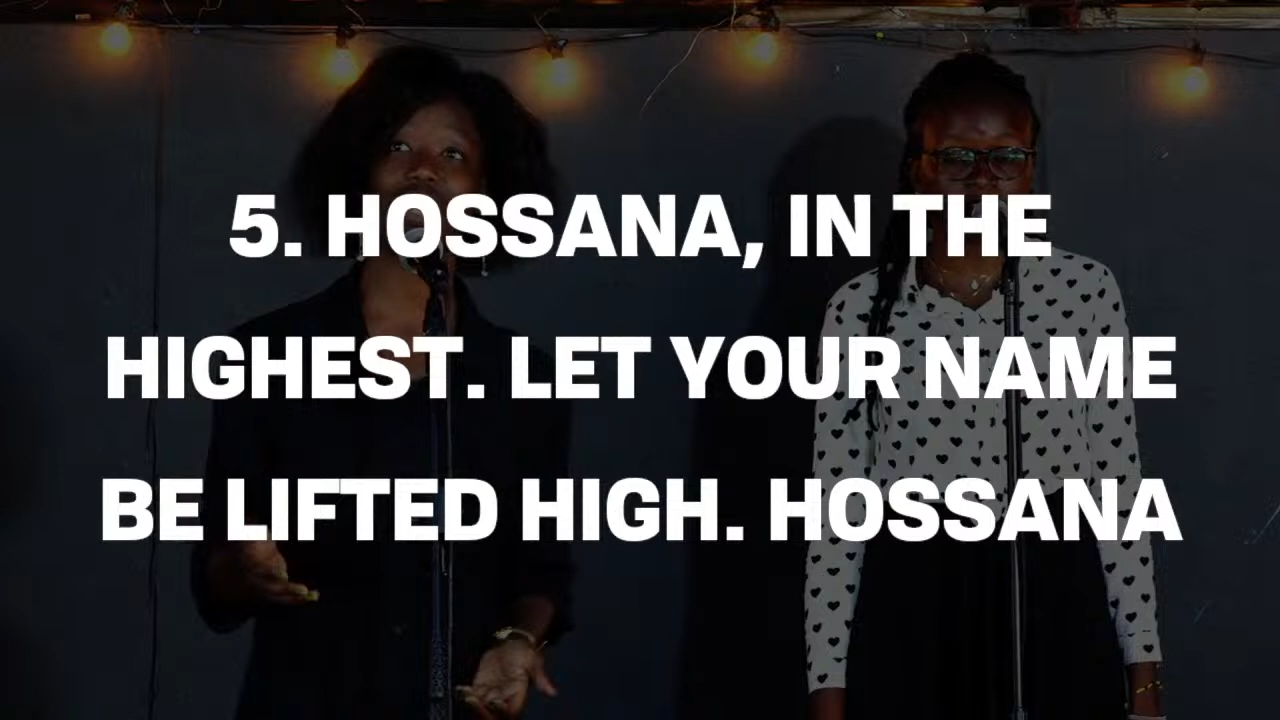 5. HOSSANA, IN THE
HIGHEST. LET YOUR NAME
BE LIFTED HIGH. HOSSANA